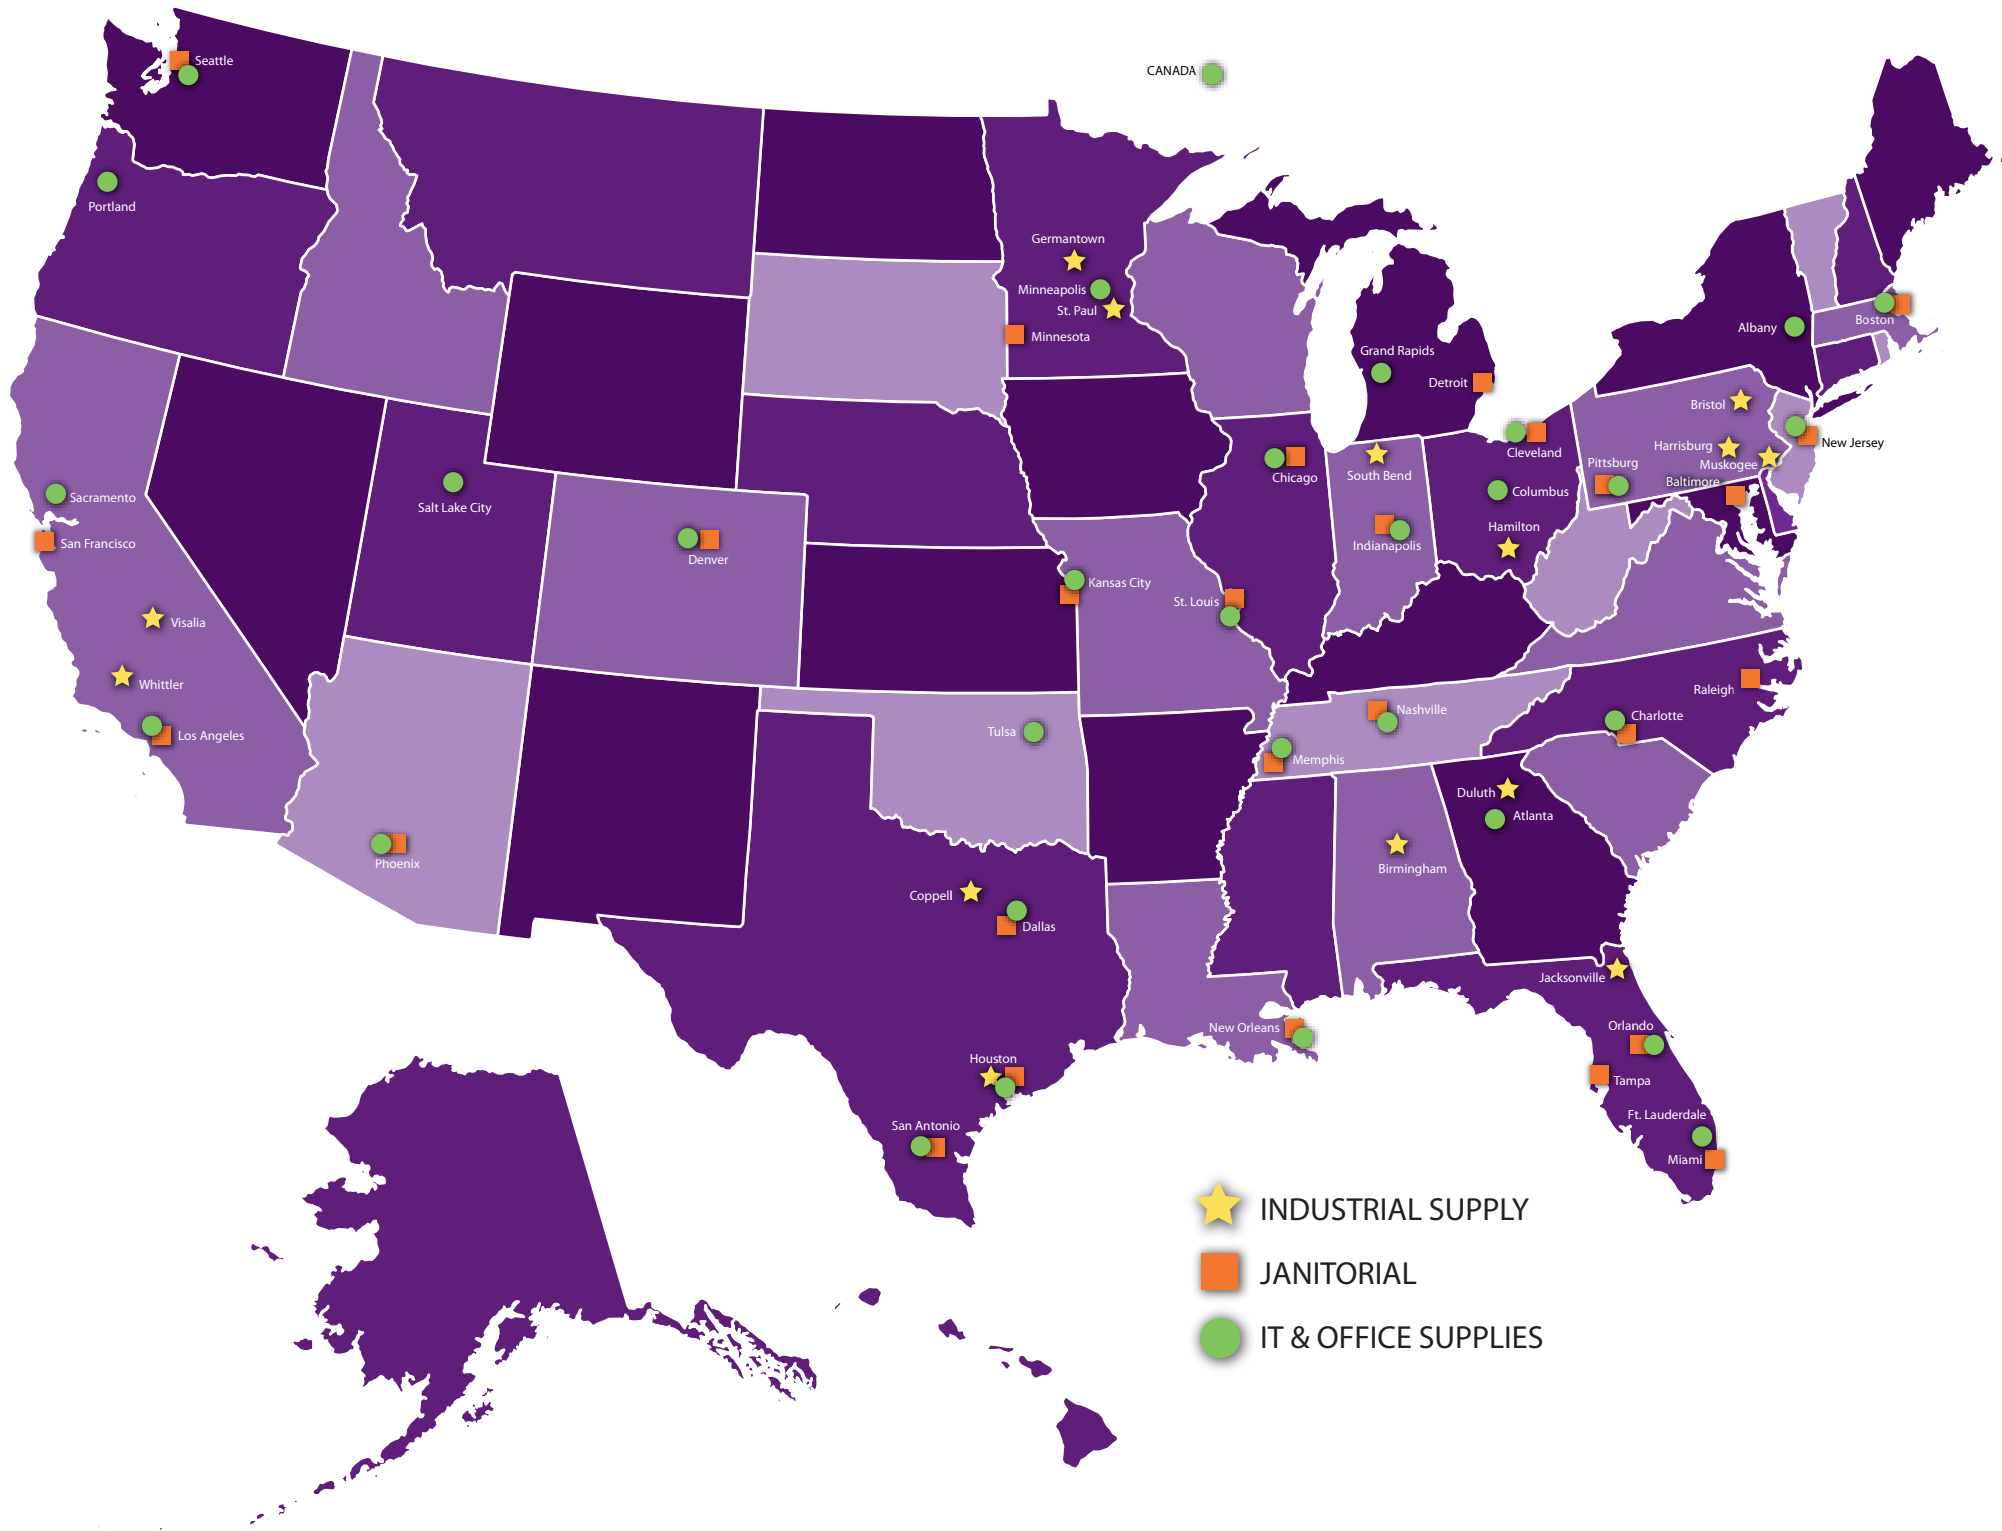 Seattle
CANADA
Portland
Germantown
Minneapolis
St. Paul
Minnesota
Albany
Boston
Grand Rapids
Detroit
Bristol
New Jersey
Harrisburg
Muskogee
Cleveland
Pittsburg
Baltimore
South Bend
Chicago
Columbus
Sacramento
Salt Lake City
Hamilton
San Francisco
Indianapolis
Denver
Kansas City
St. Louis
Visalia
Whittler
Raleigh
Nashville
Charlotte
Los Angeles
Tulsa
Memphis
Duluth
Atlanta
Phoenix
Birmingham
Coppell
Dallas
Jacksonville
New Orleans
Orlando
Houston
Tampa
Ft. Lauderdale
San Antonio
Miami
INDUSTRIAL SUPPLY
JANITORIAL
IT & OFFICE SUPPLIES